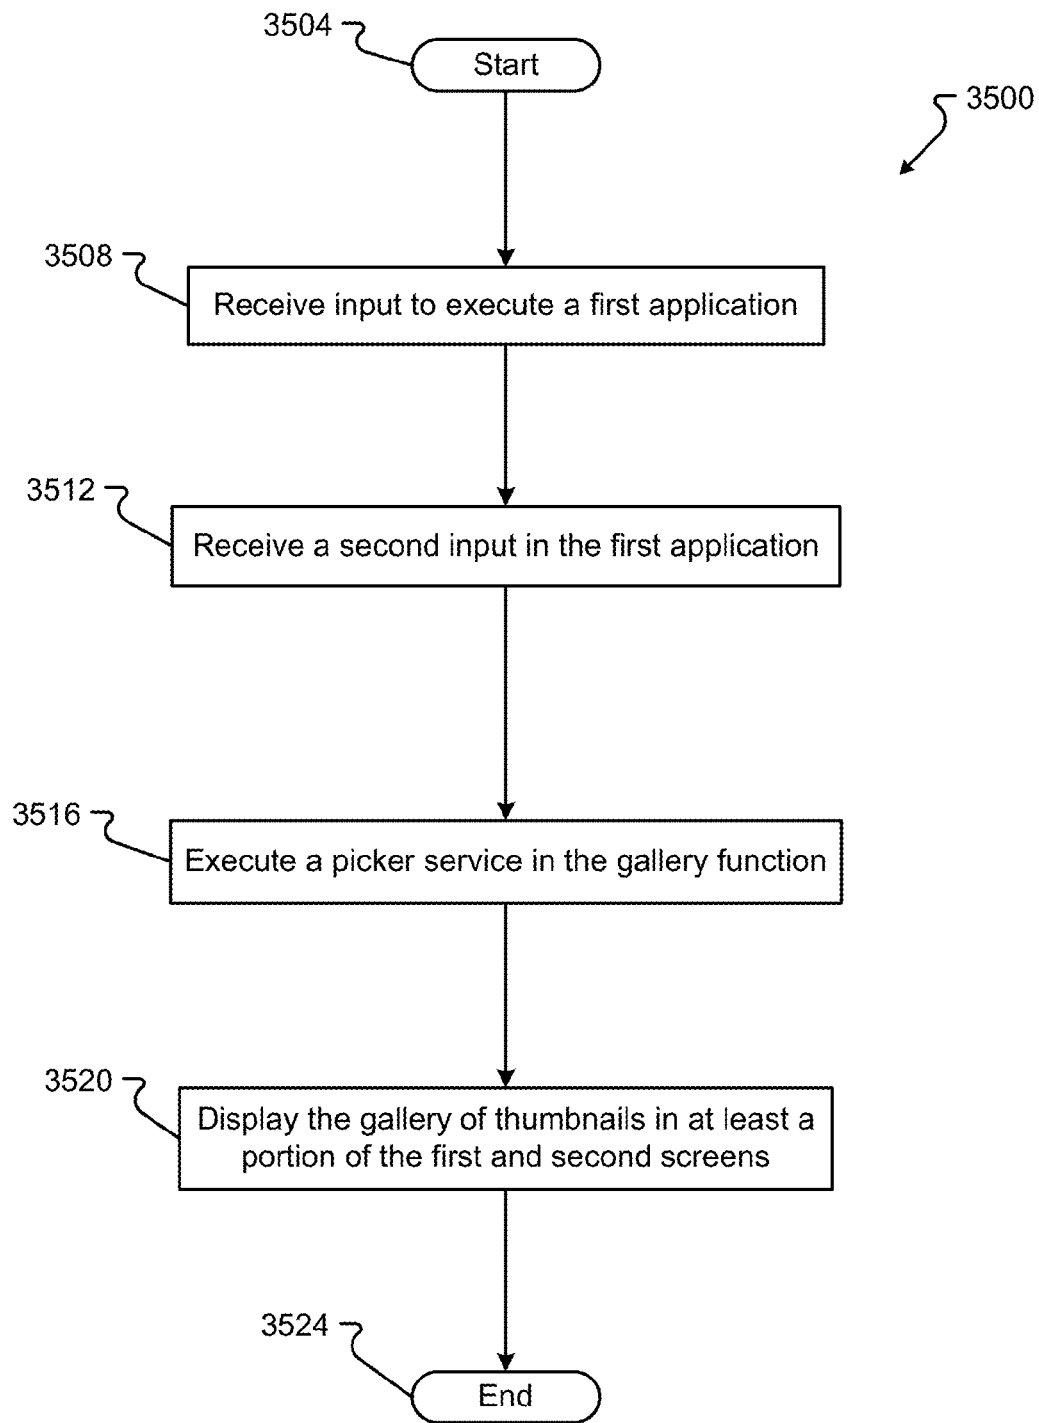 3504
Start
3500
3508
Receive input to execute a first application
3512
Receive a second input in the first application
3516
Execute a picker service in the gallery function
3520
Display the gallery of thumbnails in at least a
portion of the first and second screens
3524
End